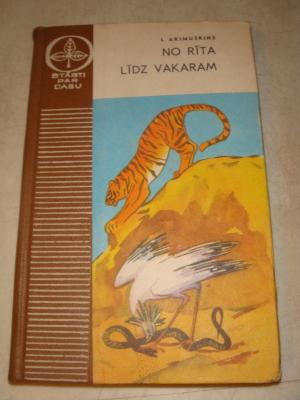 I. AKIMUŠKINS
NO RĪTA
LĪDZ VAKARAM
STĀSTI
PAR
DABU